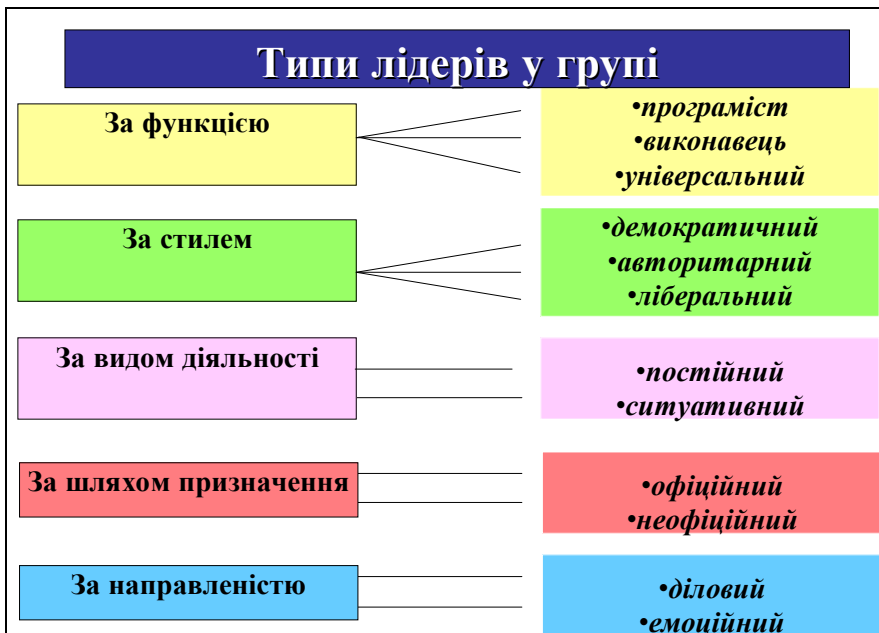 Типи лідерів у групі
За функцією
•програміст
•виконавець
•універсальний
За стилем
•демократичний
•авторитарний
•ліберальний
За видом діяльності
•постійний
•ситуативний
За шляхом призначення
•офіційний
•неофіційний
За направленістю
•діловий
•емоційний